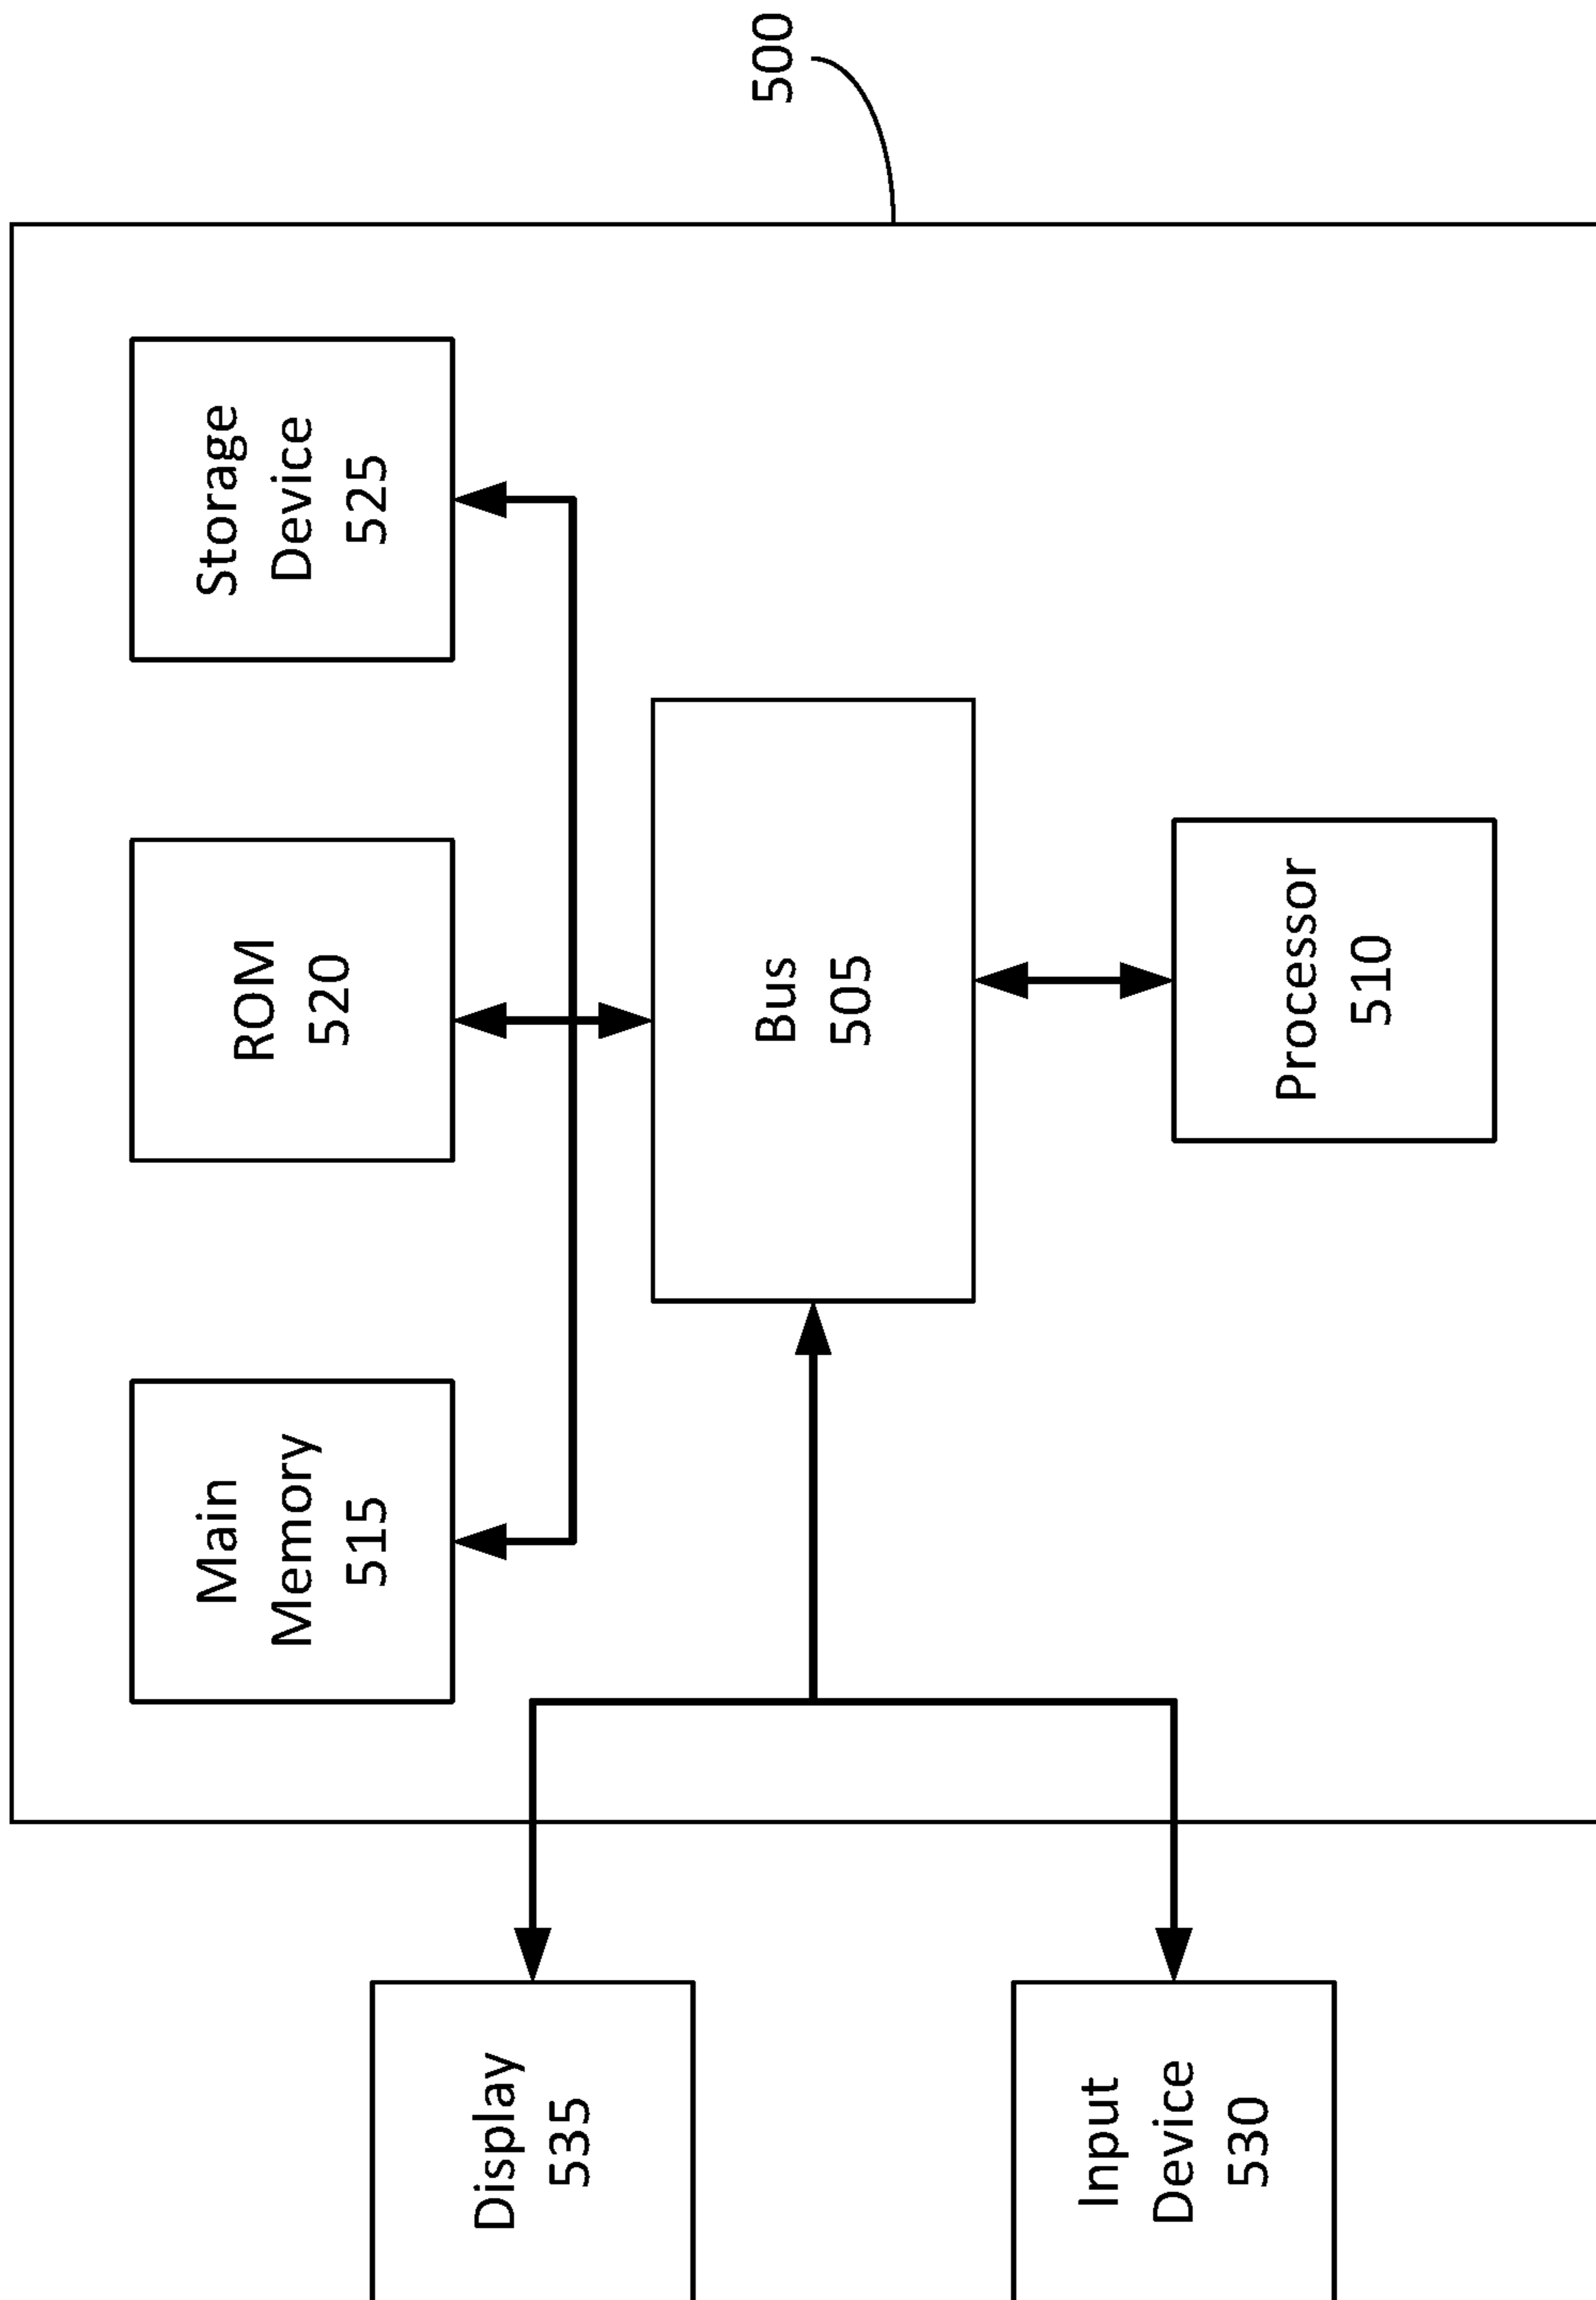 500
Main
Memory
515
ROM
520
Storage
Device
525
Display
535
Bus
505
Input
Device
530
Processor
510